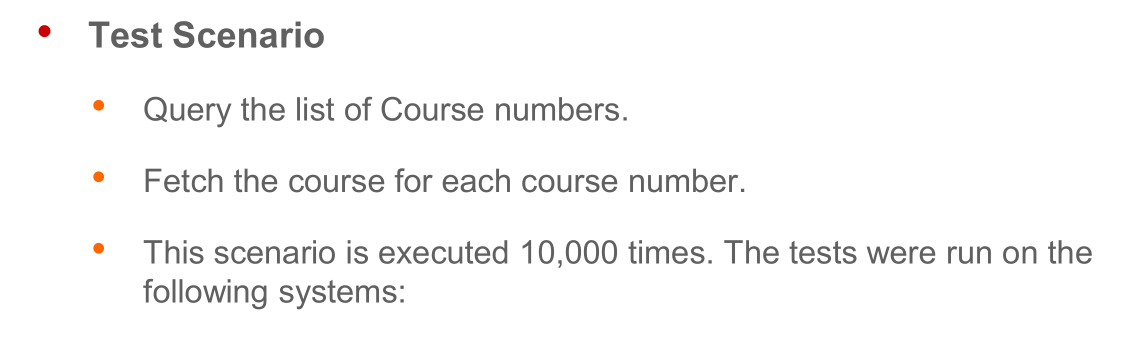 Test Scenario
Query the list of Course numbers.
Fetch the course for each course number.
This scenario is executed 10,000 times. The tests were run on the
following systems: